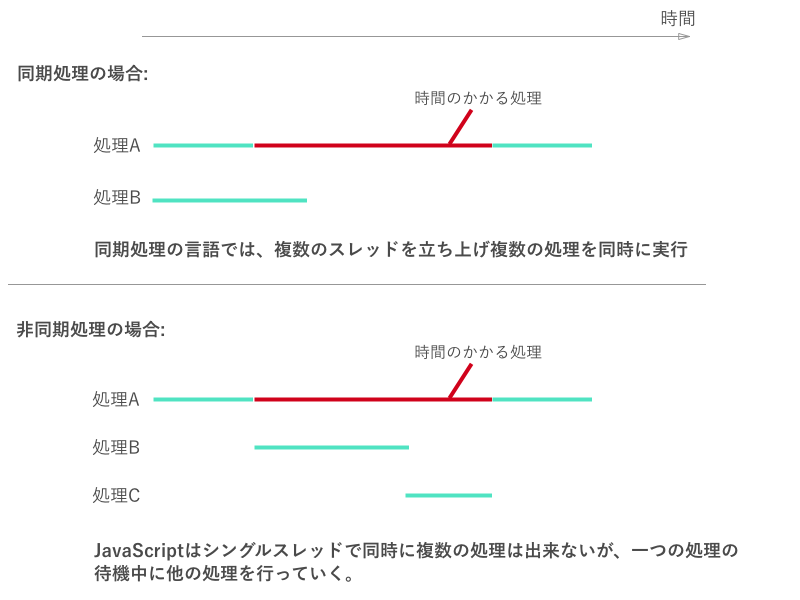 時間
同期処理の場合:
時間のかかる処理
処理A
処理B
同期処理の言語では、複数のスレッドを立ち上げ複数の処理を同時に実行
非同期処理の場合:
時間のかかる処理
処理A
処理B
処理C
JavaScriptはシングルスレッドで同時に複数の処理は出来ないが、一つの処理の
待機中に他の処理を行っていく。